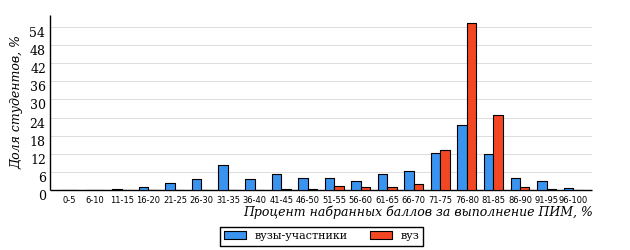 Доля студентов, %
54
48
42
36
30
24
18
12
6
0
0-5 6-10 11-15 16-20 21-25 26-30 31-35 36-40 41-45 46-50 51-55 56-60 61-65 66-70 71-75 76-80 81-85 86-90 91-95 96-100
Процент набранных баллов за выполнение ПИМ, %
вузы-участники вуз